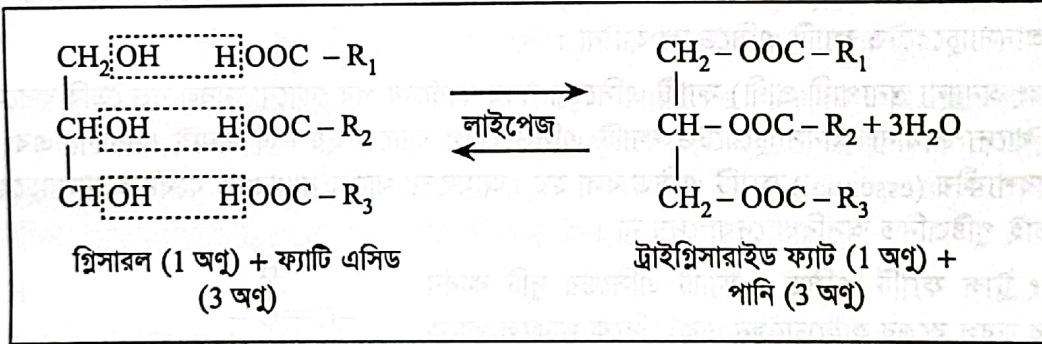 CH₂OH HOOC – R₁ CH₂ – OOC – R₁
CHOH HOOC – R₂ লাইপেজ CH – OOC – R₂ + 3H₂O
CHOH HOOC – R₃ CH₂ – OOC – R₃
গ্লিসারল (1 অণু) + ফ্যাটি এসিড ট্রাইগ্লিসারাইড ফ্যাট (1 অণু) +
(3 অণু) পানি (3 অণু)